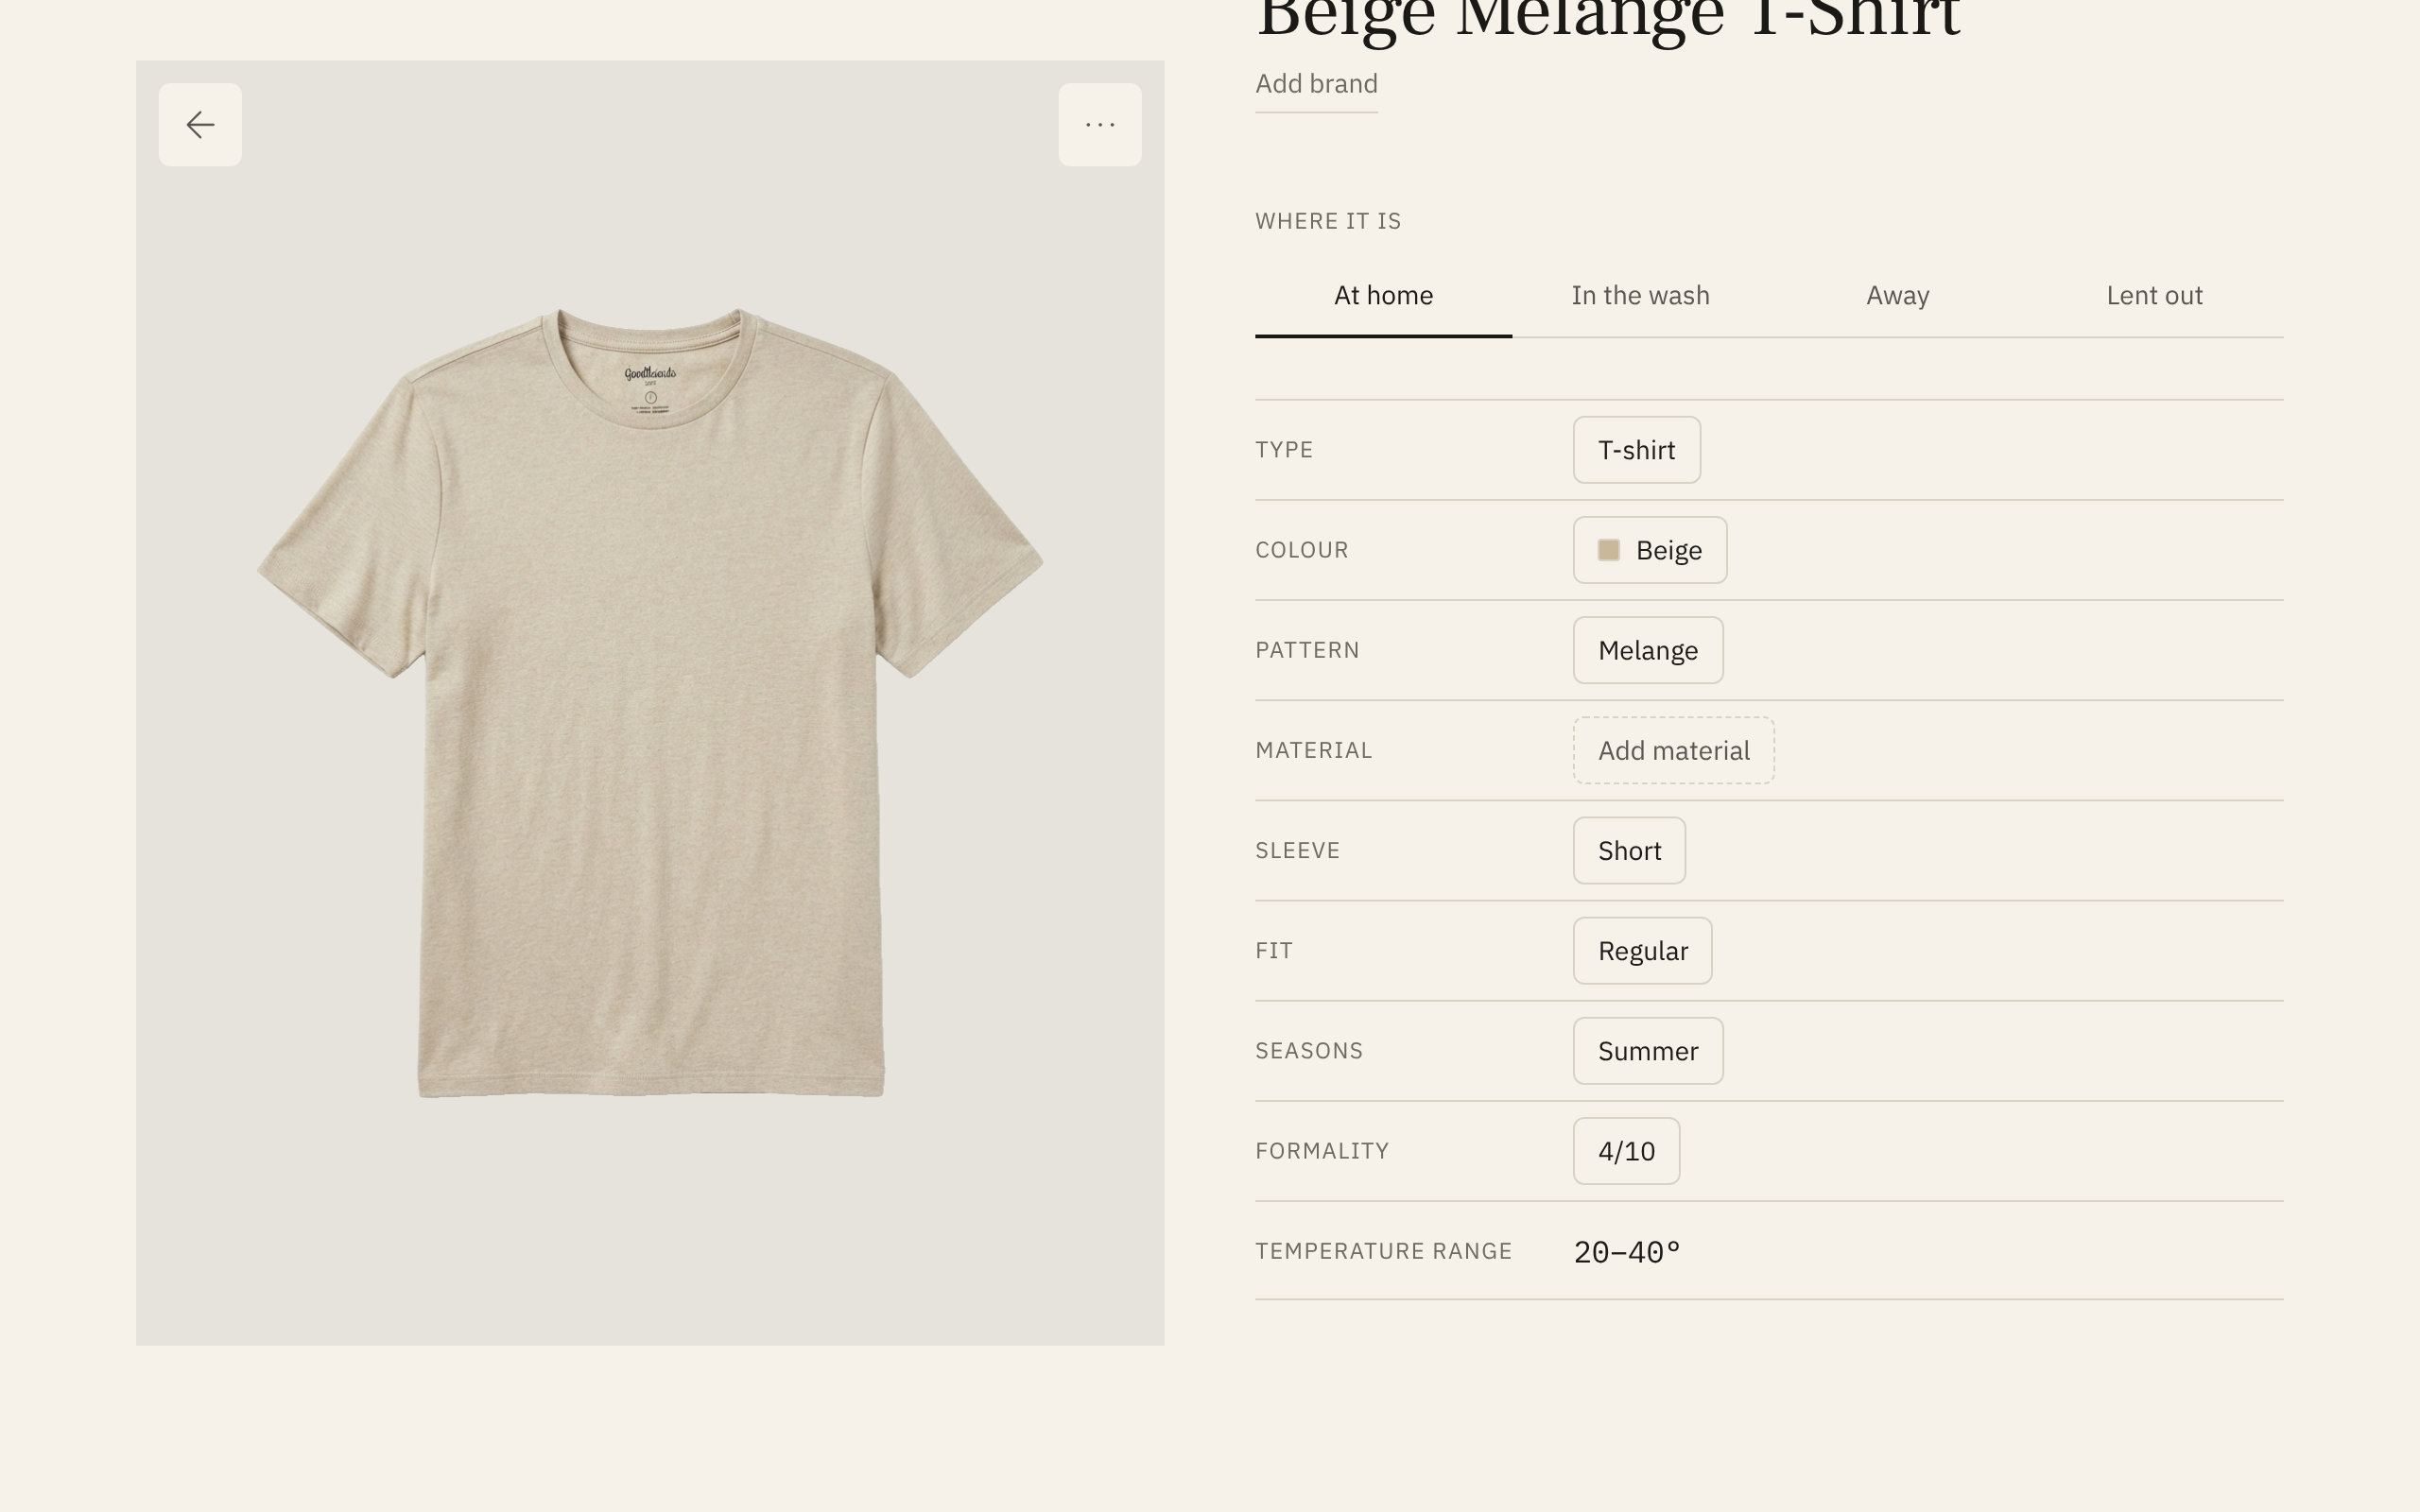 Beige Melange T-Shirt
Add brand
WHERE IT IS
At home
In the wash
Away
Lent out
TYPE
T-shirt
COLOUR
Beige
PATTERN
Melange
MATERIAL
Add material
SLEEVE
Short
FIT
Regular
SEASONS
Summer
FORMALITY
4/10
TEMPERATURE RANGE
20–40°